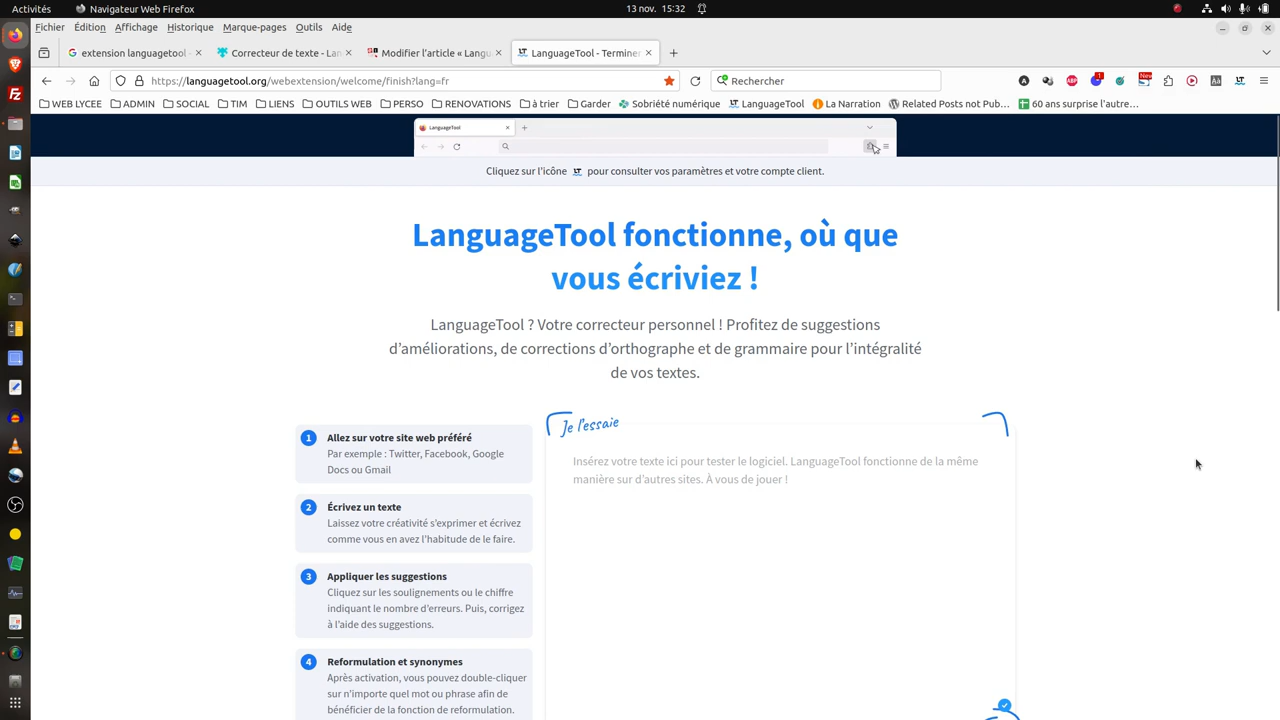 Activités
Navigateur Web Firefox
13 nov. 15:32
Fichier Édition Affichage Historique Marque-pages Outils Aide
extension languagetool -
Correcteur de texte - Lan
Modifier l'article « Langu
LanguageTool - Terminer
https://languagetool.org/webextension/welcome/finish?lang=fr
Rechercher
1
New
WEB LYCEE ADMIN SOCIAL TIM LIENS OUTILS WEB PERSO RENOVATIONS à trier Garder Sobriété numérique LanguageTool La Narration Related Posts not Pub… 60 ans surprise l'autre…
LanguageTool
Cliquez sur l'icône LT pour consulter vos paramètres et votre compte client.
LanguageTool fonctionne, où que
vous écriviez !
LanguageTool ? Votre correcteur personnel ! Profitez de suggestions
d'améliorations, de corrections d'orthographe et de grammaire pour l'intégralité
de vos textes.
Je l'essaie
1 Allez sur votre site web préféré
Par exemple : Twitter, Facebook, Google
Docs ou Gmail
2 Écrivez un texte
Laissez votre créativité s'exprimer et écrivez
comme vous en avez l'habitude de le faire.
3 Appliquer les suggestions
Cliquez sur les soulignements ou le chiffre
indiquant le nombre d'erreurs. Puis, corrigez
à l'aide des suggestions.
4 Reformulation et synonymes
Après activation, vous pouvez double-cliquer
sur n'importe quel mot ou phrase afin de
bénéficier de la fonction de reformulation.
Insérez votre texte ici pour tester le logiciel. LanguageTool fonctionne de la même
manière sur d'autres sites. À vous de jouer !